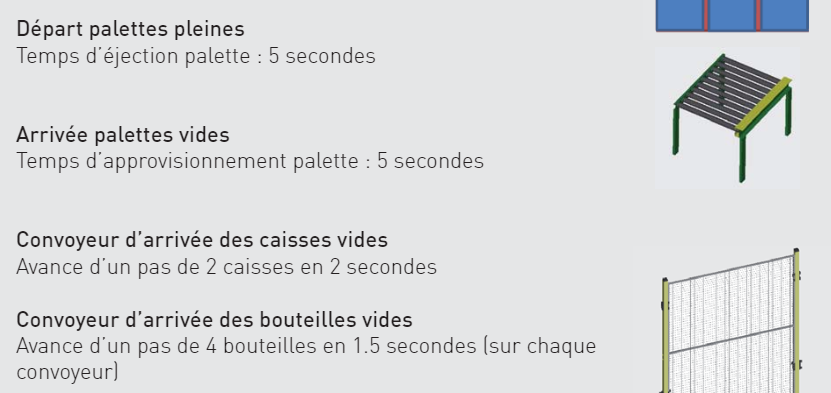 Départ palettes pleines
Temps d'éjection palette : 5 secondes
Arrivée palettes vides
Temps d'approvisionnement palette : 5 secondes
Convoyeur d'arrivée des caisses vides
Avance d'un pas de 2 caisses en 2 secondes
Convoyeur d'arrivée des bouteilles vides
Avance d'un pas de 4 bouteilles en 1.5 secondes (sur chaque
convoyeur)